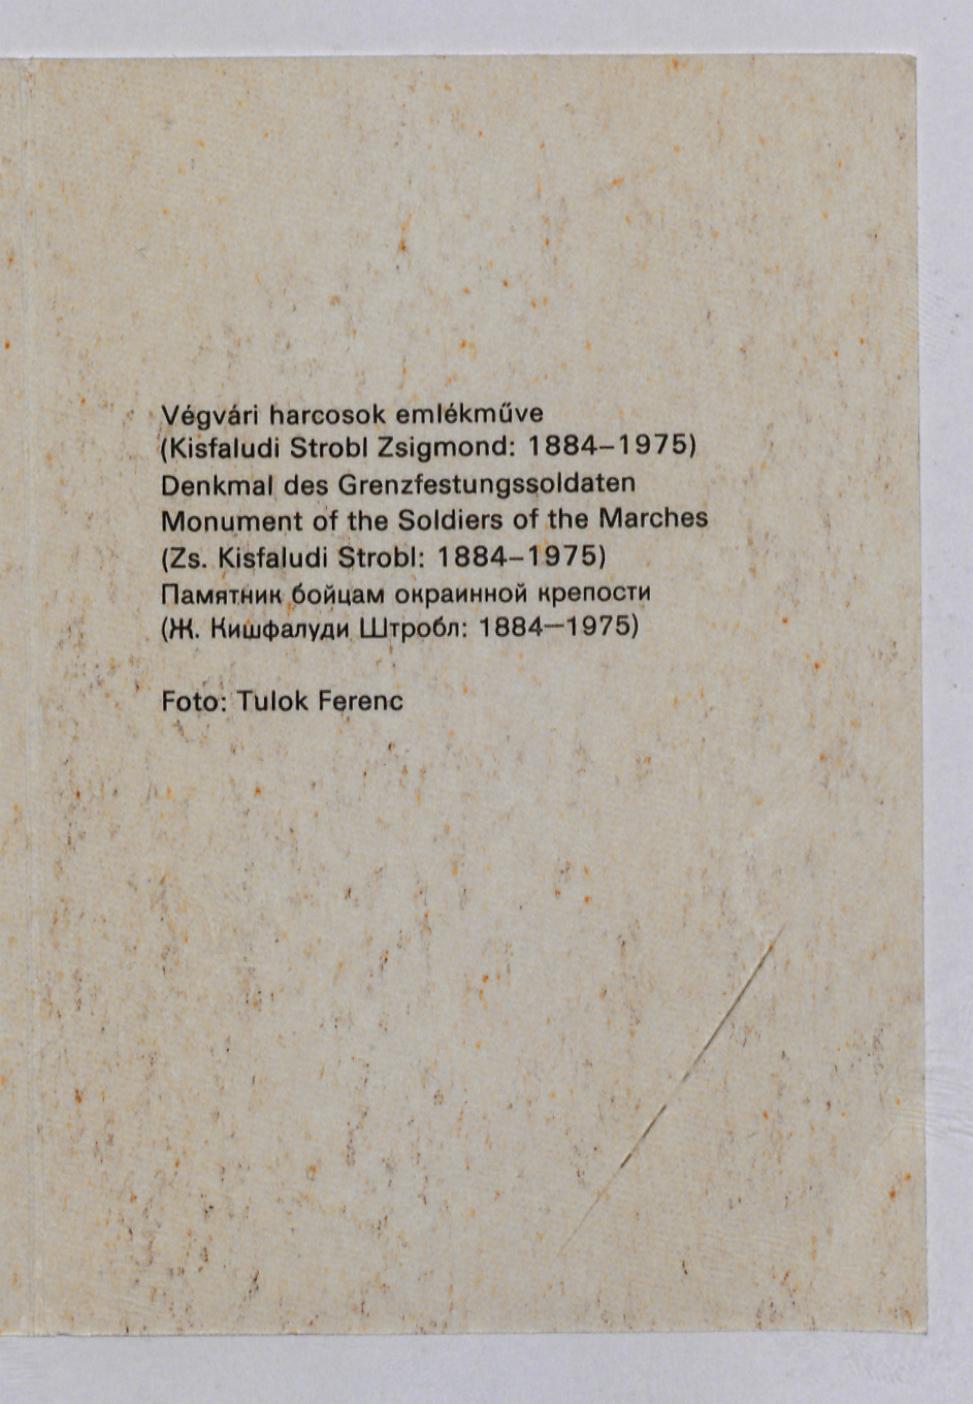 Végvári harcosok emlékműve
(Kisfaludi Strobl Zsigmond: 1884–1975)
Denkmal des Grenzfestungssoldaten
Monument of the Soldiers of the Marches
(Zs. Kisfaludi Strobl: 1884–1975)
Памятник бойцам окраинной крепости
(Ж. Кишфалуди Штробл: 1884—1975)
Foto: Tulok Ferenc